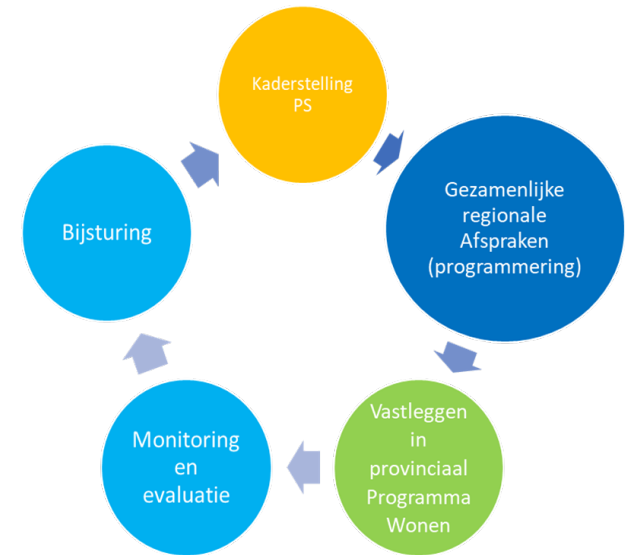 Kaderstelling
PS
Gezamenlijke
regionale
Afspraken
(programmering)
Vastleggen
in
provinciaal
Programma
Wonen
Monitoring
en
evaluatie
Bijsturing